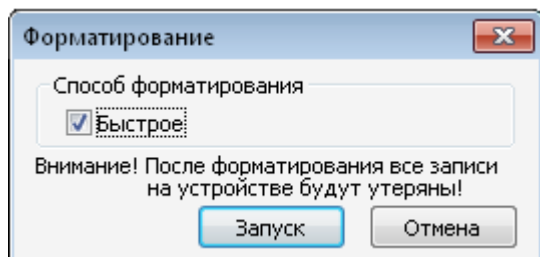 Форматирование
Способ форматирования
Быстрое
Внимание! После форматирования все записи
на устройстве будут утеряны!
Запуск Отмена